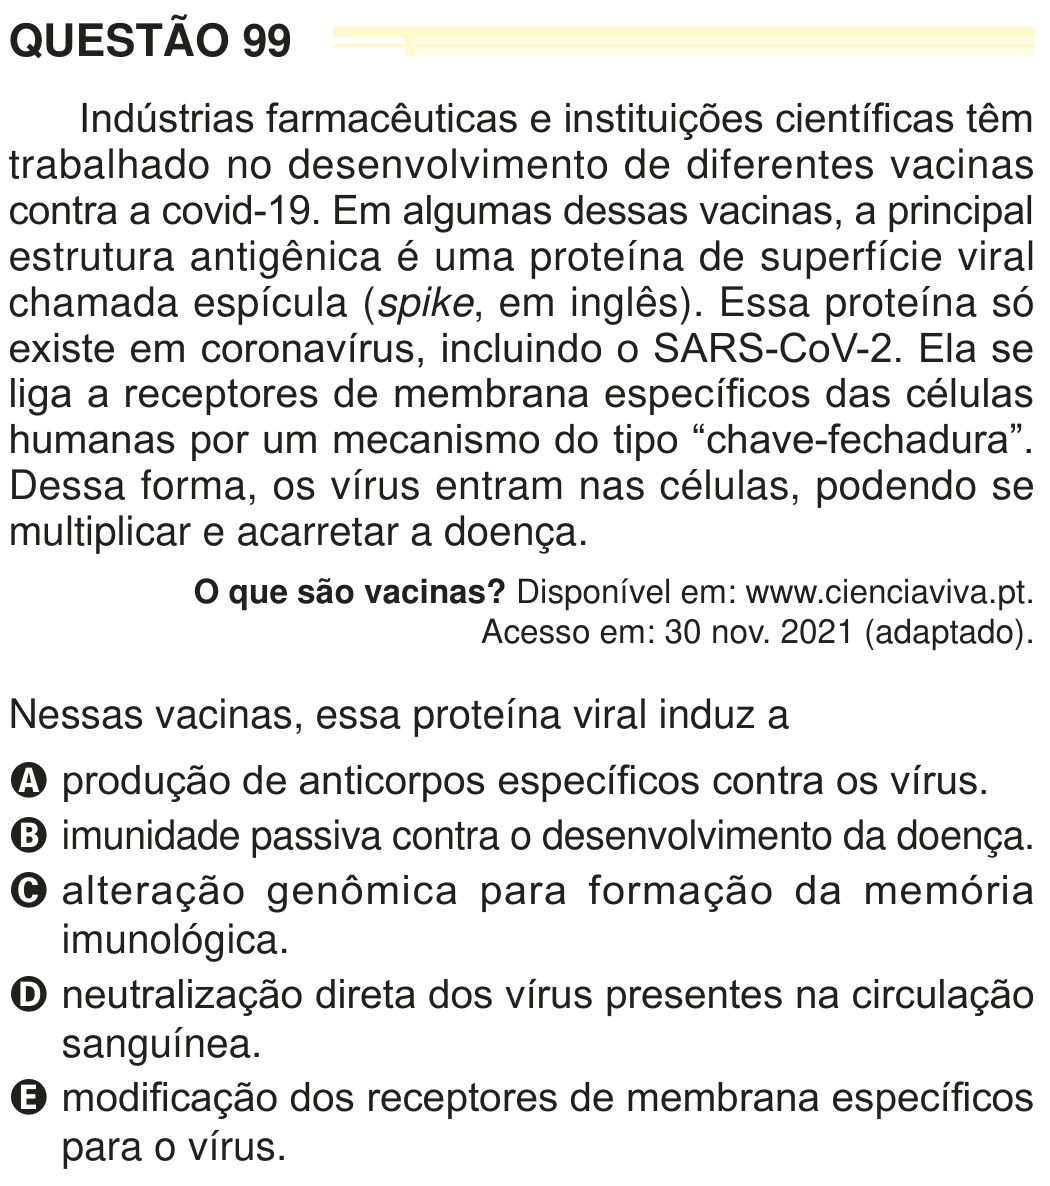 QUESTÃO 99
Indústrias farmacêuticas e instituições científicas têm
trabalhado no desenvolvimento de diferentes vacinas
contra a covid-19. Em algumas dessas vacinas, a principal
estrutura antigênica é uma proteína de superfície viral
chamada espícula (spike, em inglês). Essa proteína só
existe em coronavírus, incluindo o SARS-CoV-2. Ela se
liga a receptores de membrana específicos das células
humanas por um mecanismo do tipo “chave-fechadura”.
Dessa forma, os vírus entram nas células, podendo se
multiplicar e acarretar a doença.
O que são vacinas? Disponível em: www.cienciaviva.pt.
Acesso em: 30 nov. 2021 (adaptado).
Nessas vacinas, essa proteína viral induz a
A produção de anticorpos específicos contra os vírus.
B imunidade passiva contra o desenvolvimento da doença.
C alteração genômica para formação da memória
imunológica.
D neutralização direta dos vírus presentes na circulação
sanguínea.
E modificação dos receptores de membrana específicos
para o vírus.